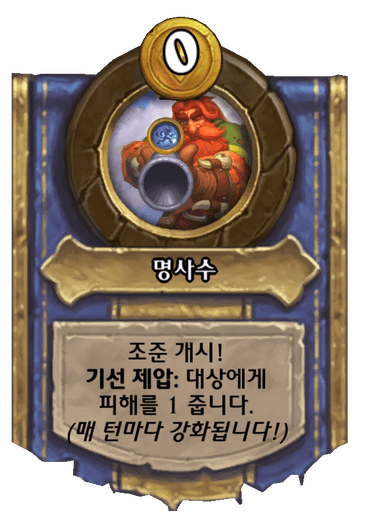 0
명사수
조준 개시!
기선 제압: 대상에게
피해를 1 줍니다.
(매 턴마다 강화됩니다!)